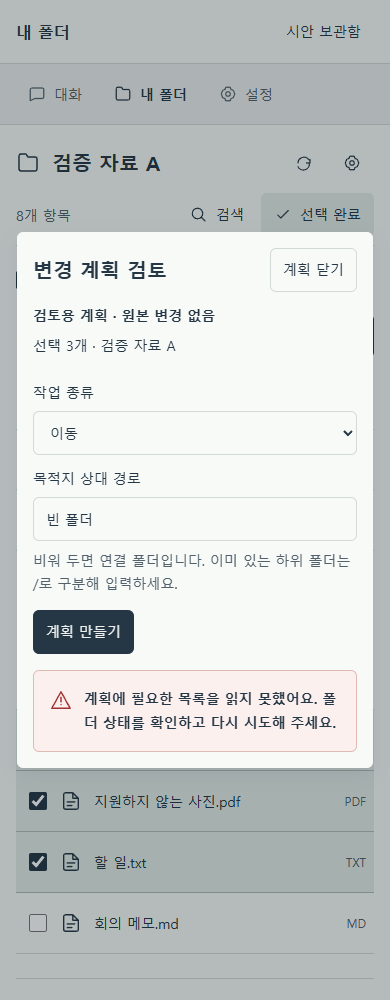 내 폴더
시안 보관함
대화
내 폴더
설정
검증 자료 A
8개 항목
검색
선택 완료
변경 계획 검토
계획 닫기
검토용 계획 · 원본 변경 없음
선택 3개 · 검증 자료 A
작업 종류
이동
목적지 상대 경로
빈 폴더
비워 두면 연결 폴더입니다. 이미 있는 하위 폴더는
/로 구분해 입력하세요.
계획 만들기
계획에 필요한 목록을 읽지 못했어요. 폴
더 상태를 확인하고 다시 시도해 주세요.
지원하지 않는 사진.pdf
PDF
할 일.txt
TXT
회의 메모.md
MD